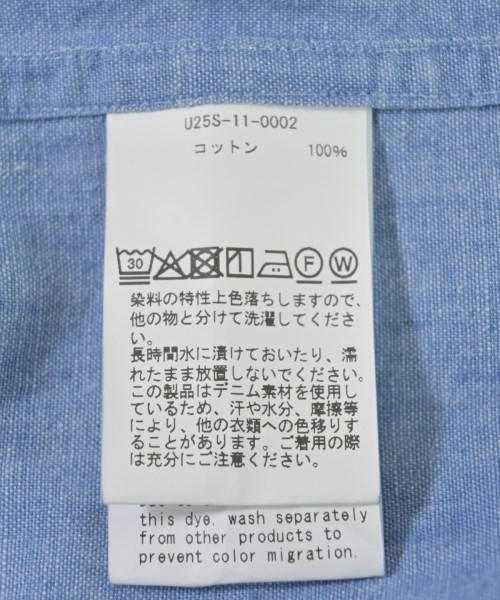 U25S-11-0002
コットン 100%
30 F W
染料の特性上色落ちしますので、
他の物と分けて洗濯してくださ
い。
長時間水に漬けておいたり、濡
れたまま放置しないでください。
この製品はデニム素材を使用し
ているため、汗や水分、摩擦等
により、他の衣類への色移りす
ることがあります。ご着用の際
は充分にご注意ください。
this dye, wash separately
from other products to
prevent color migration.